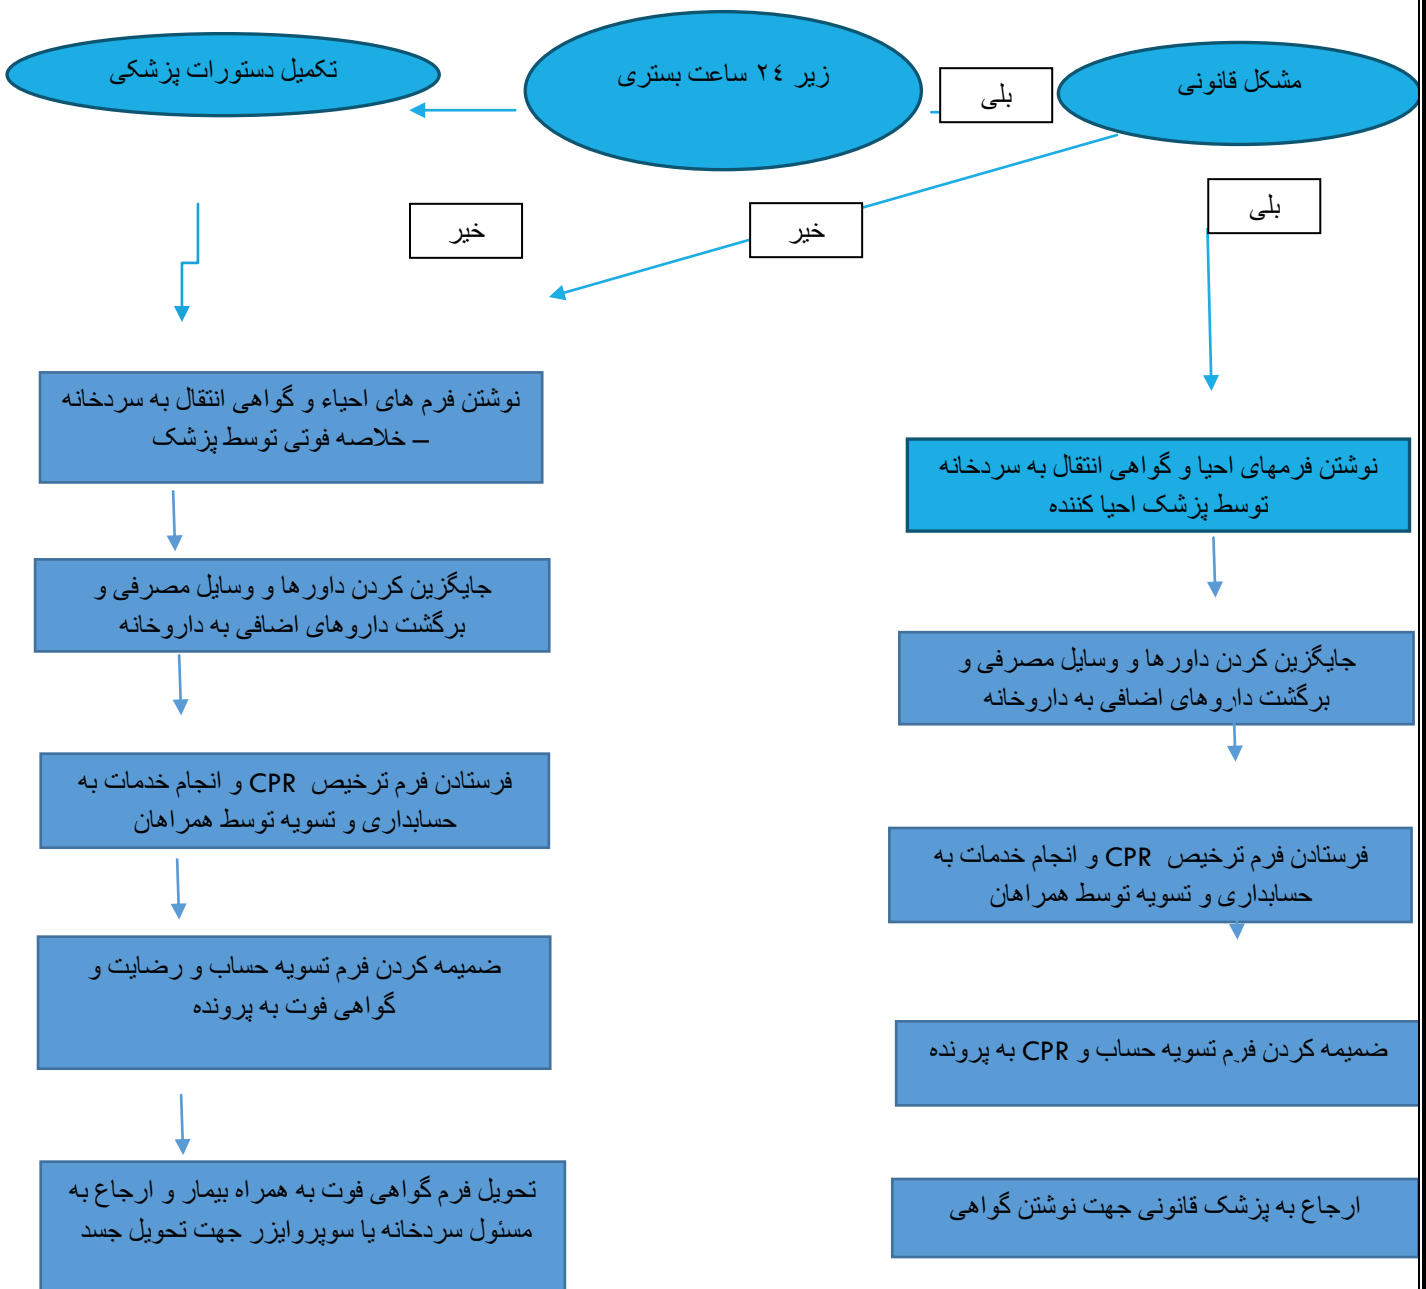 مشکل قانونی
بلی
زیر ٢٤ ساعت بستری
تکمیل دستورات پزشکی
بلی
خیر
خیر
نوشتن فرمهای احیا و گواهی انتقال به سردخانه
توسط پزشک احیا کننده
جایگزین کردن داورها و وسایل مصرفی و
برگشت داروهای اضافی به داروخانه
فرستادن فرم ترخیص CPR و انجام خدمات به
حسابداری و تسویه توسط همراهان
ضمیمه کردن فرم تسویه حساب و CPR به پرونده
ارجاع به پزشک قانونی جهت نوشتن گواهی
نوشتن فرم های احیاء و گواهی انتقال به سردخانه
– خلاصه فوتی توسط پزشک
جایگزین کردن داورها و وسایل مصرفی و
برگشت داروهای اضافی به داروخانه
فرستادن فرم ترخیص CPR و انجام خدمات به
حسابداری و تسویه توسط همراهان
ضمیمه کردن فرم تسویه حساب و رضایت و
گواهی فوت به پرونده
تحویل فرم گواهی فوت به همراه بیمار و ارجاع به
مسئول سردخانه یا سوپروایزر جهت تحویل جسد